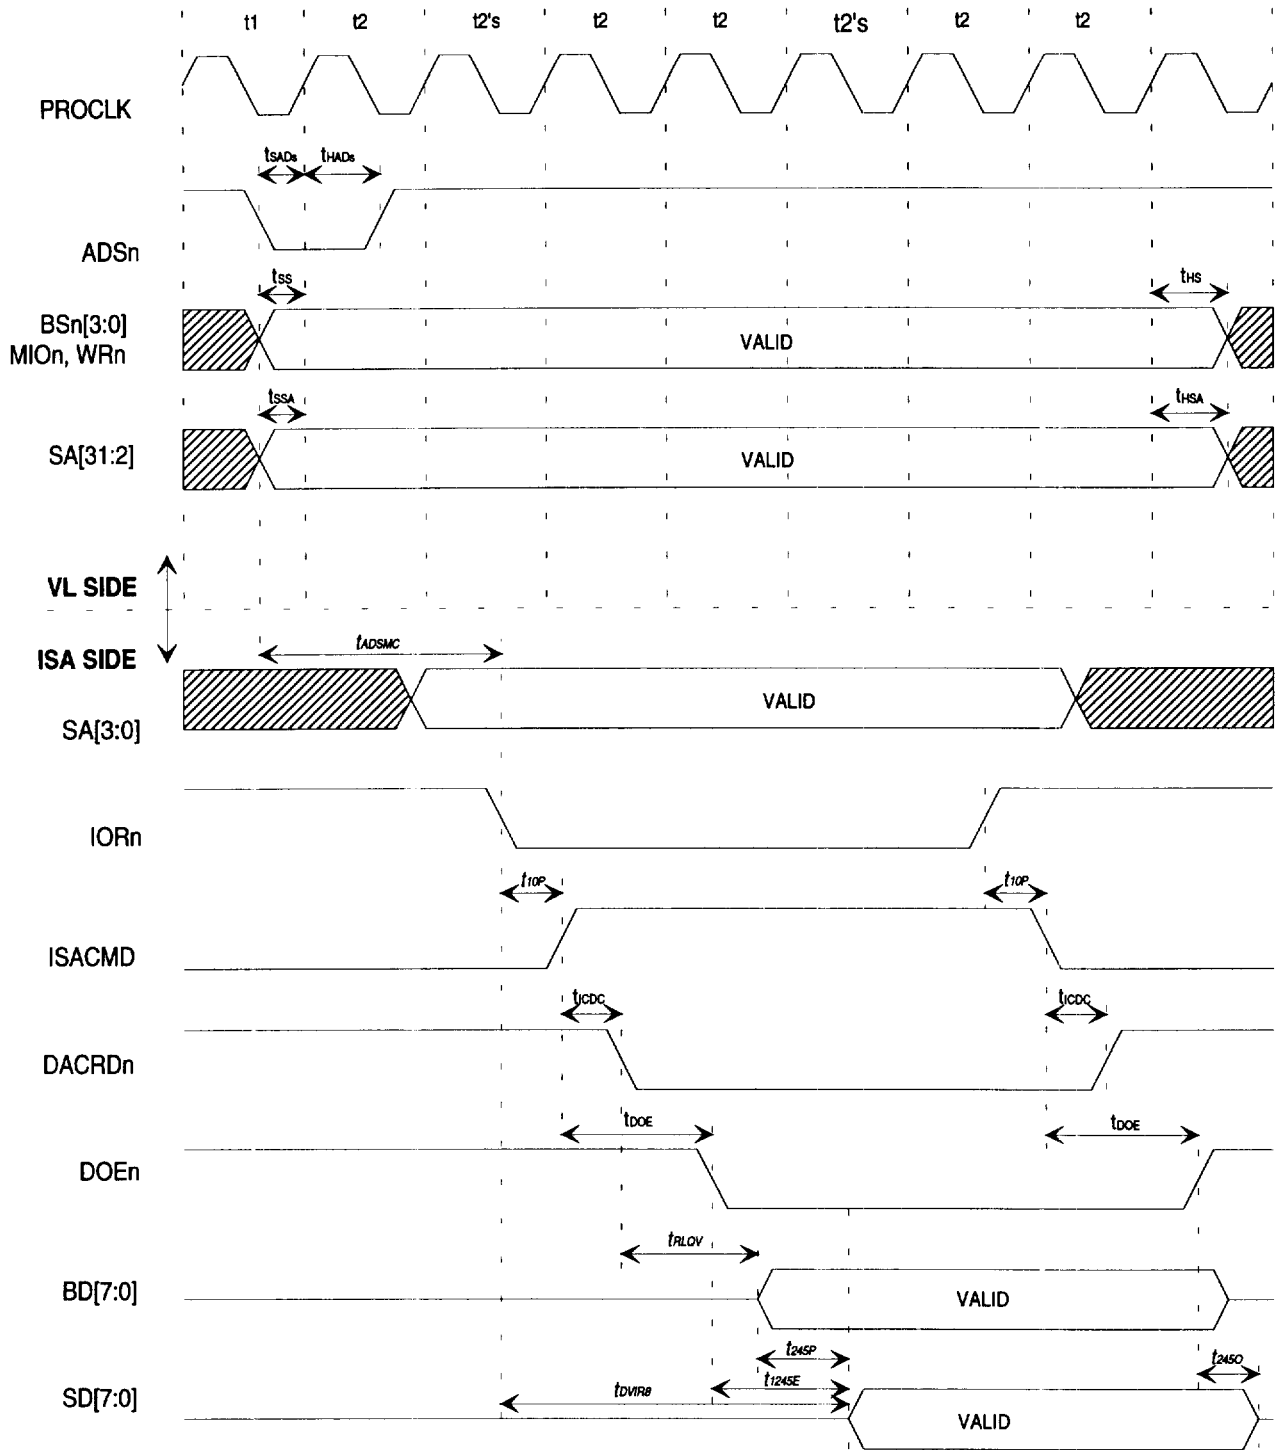 t1 t2 t2's t2 t2 t2's t2 t2
PROCLK
tSADs tHADs
ADSn
tSS tHS
BSn[3:0]
MIOn, WRn
VALID
tSSA tHSA
SA[31:2]
VALID
VL SIDE
ISA SIDE
tADSMC
SA[3:0]
VALID
IORn
t10P t10P
ISACMD
tICDC tICDC
DACRDn
tDOE tDOE
DOEn
tRLQV
BD[7:0]
VALID
t245P t245O
t1245E
tDVIR8
SD[7:0]
VALID